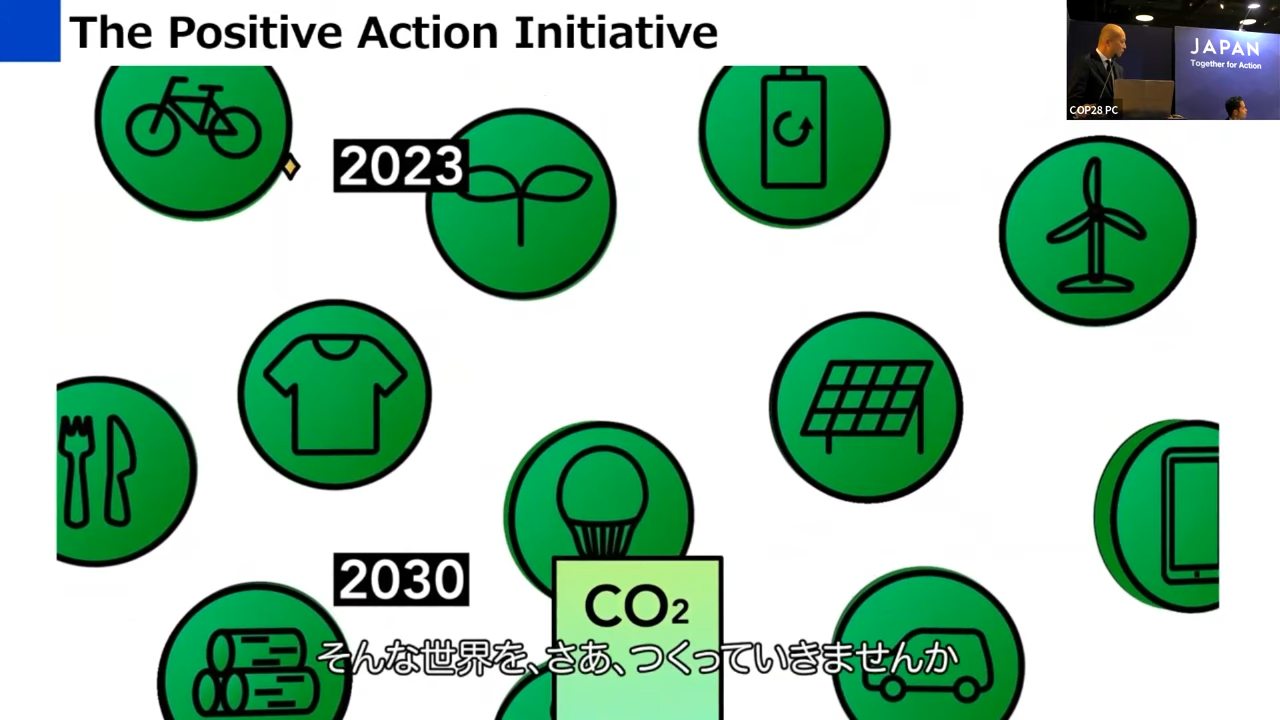 The Positive Action Initiative
JAPAN
Together for Action
COP28 PC
2023
2030
CO2
そんな世界を、さあ、つくっていきませんか